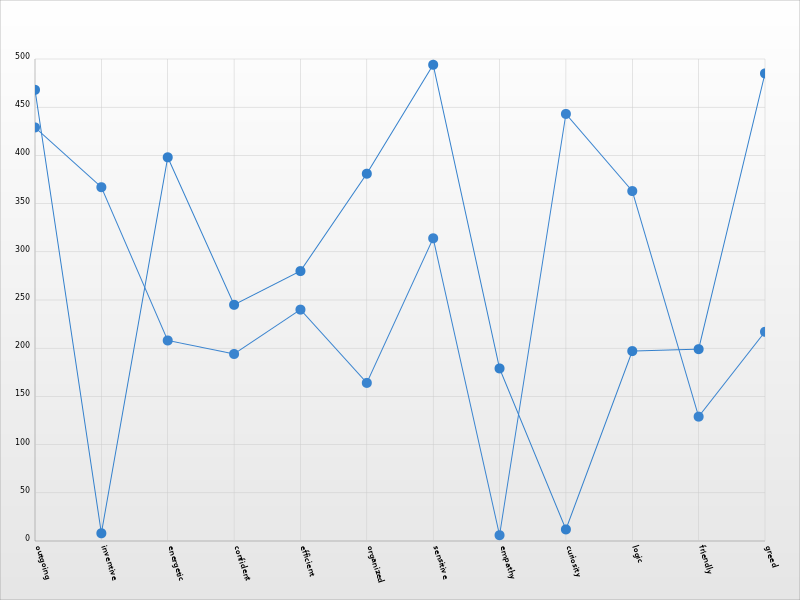 500
450
400
350
300
250
200
150
100
50
0
outgoing
inventive
energetic
confident
efficient
organized
sensitive
empathy
curiosity
logic
friendly
greed